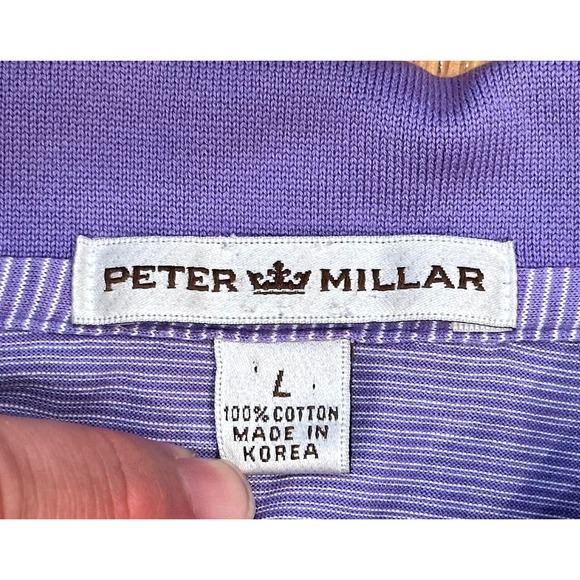 PETER MILLAR
L
100% COTTON
MADE IN
KOREA